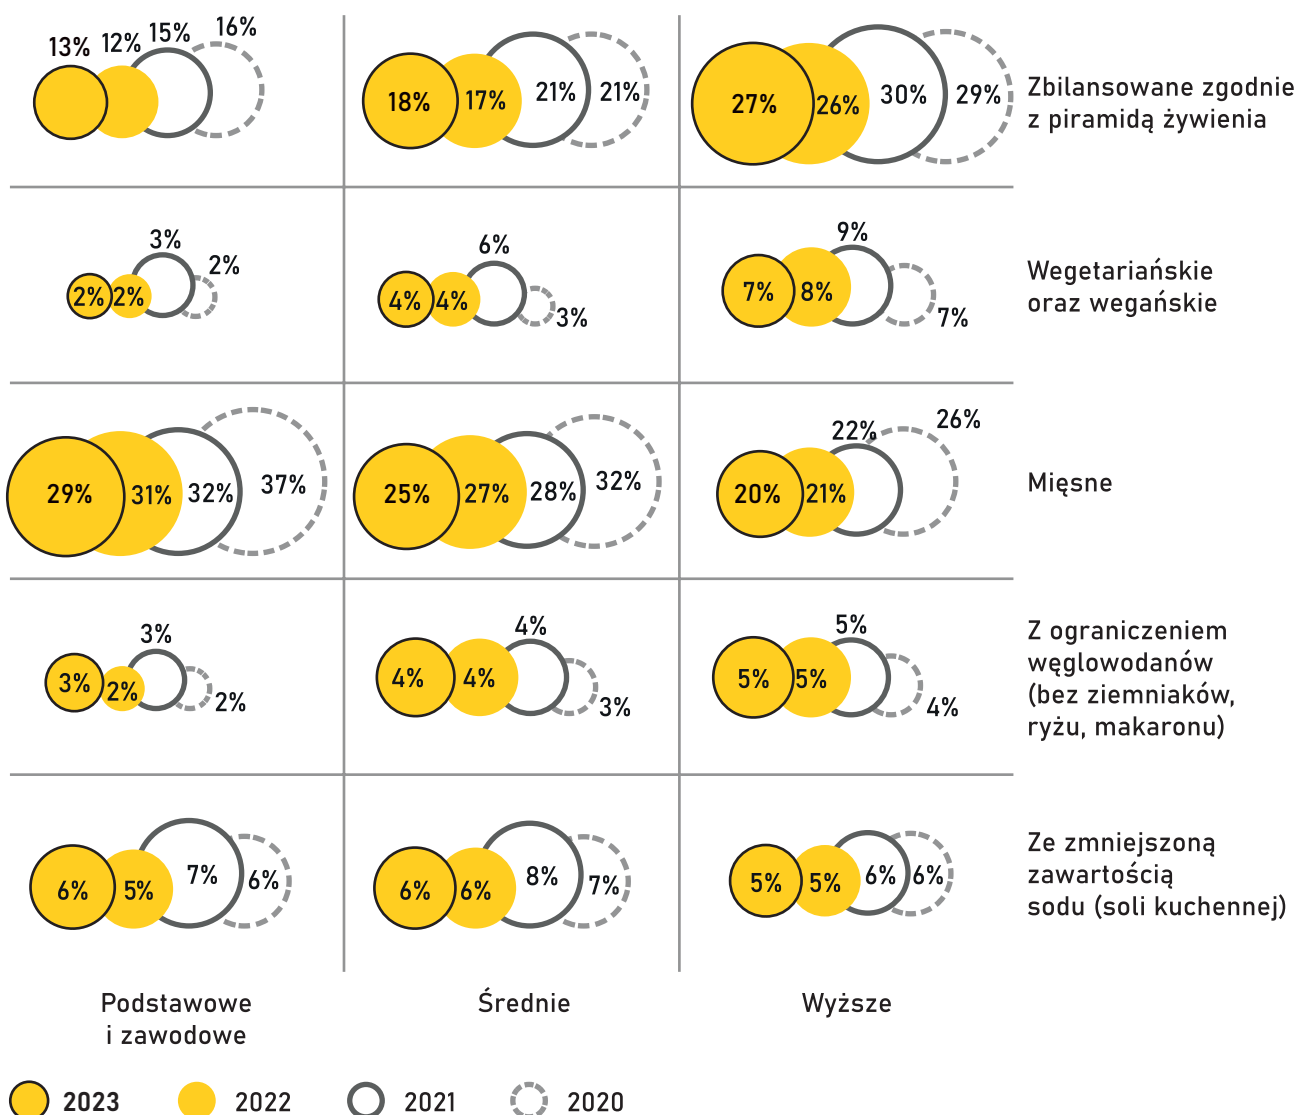 13% 12% 15% 16%
18% 17% 21% 21%
27% 26% 30% 29%
Zbilansowane zgodnie
z piramidą żywienia
2% 2% 3% 2%
4% 4% 6% 3%
7% 8% 9% 7%
Wegetariańskie
oraz wegańskie
29% 31% 32% 37%
25% 27% 28% 32%
20% 21% 22% 26%
Mięsne
3% 2% 3% 2%
4% 4% 4% 3%
5% 5% 5% 4%
Z ograniczeniem
węglowodanów
(bez ziemniaków,
ryżu, makaronu)
6% 5% 7% 6%
6% 6% 8% 7%
5% 5% 6% 6%
Ze zmniejszoną
zawartością
sodu (soli kuchennej)
Podstawowe
i zawodowe
Średnie
Wyższe
2023 2022 2021 2020